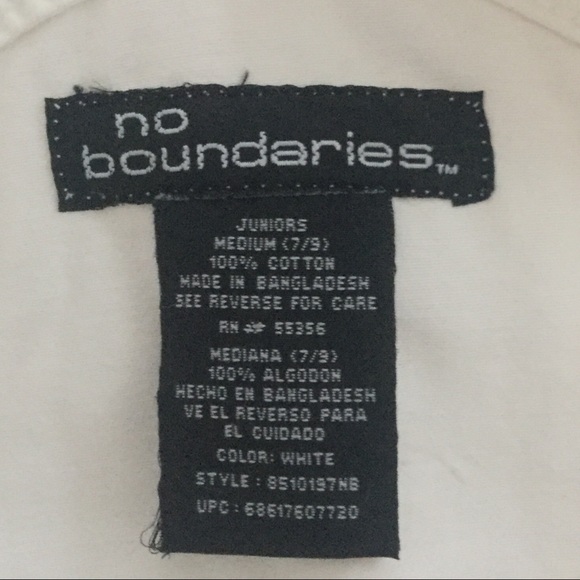 no
boundaries™
JUNIORS
MEDIUM (7/9)
100% COTTON
MADE IN BANGLADESH
SEE REVERSE FOR CARE
RN # 55356
MEDIANA (7/9)
100% ALGODON
HECHO EN BANGLADESH
VE EL REVERSO PARA
EL CUIDADO
COLOR: WHITE
STYLE: 8510197NB
UPC: 68617607720